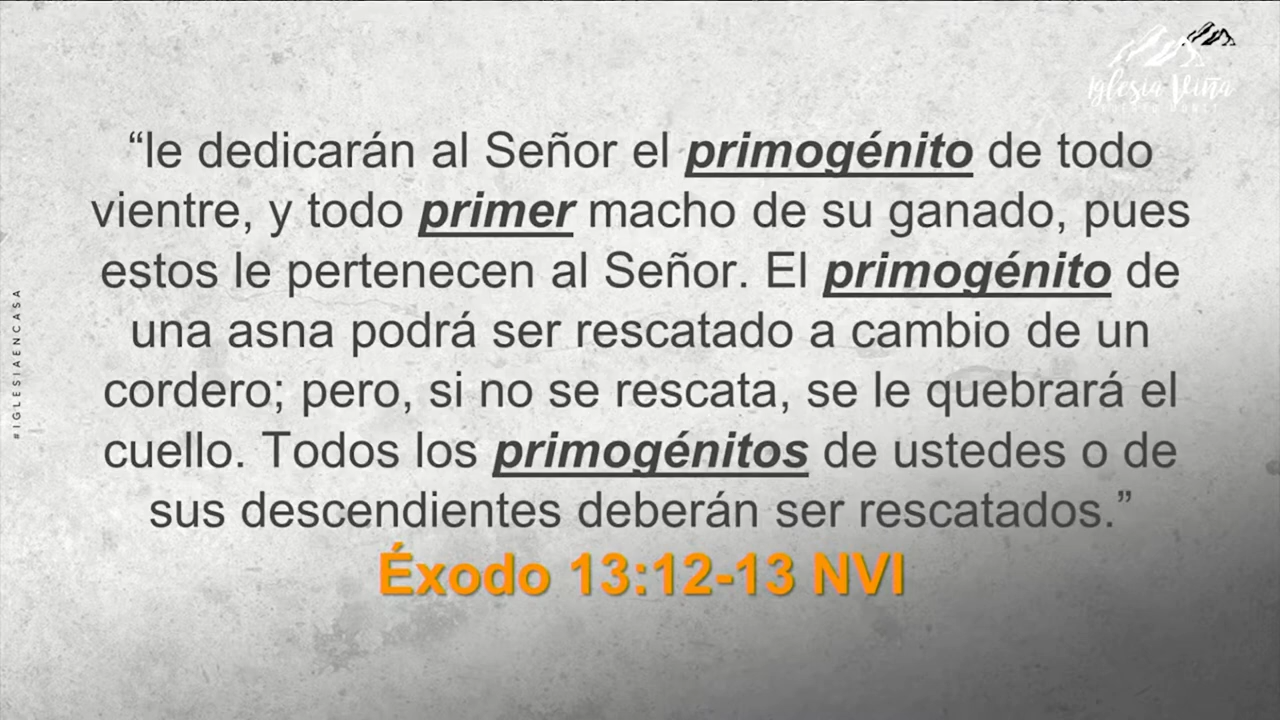 Iglesia Viña
“le dedicarán al Señor el primogénito de todo
vientre, y todo primer macho de su ganado, pues
estos le pertenecen al Señor. El primogénito de
una asna podrá ser rescatado a cambio de un
cordero; pero, si no se rescata, se le quebrará el
cuello. Todos los primogénitos de ustedes o de
sus descendientes deberán ser rescatados.”
Éxodo 13:12-13 NVI
#IGLESIAENCASA